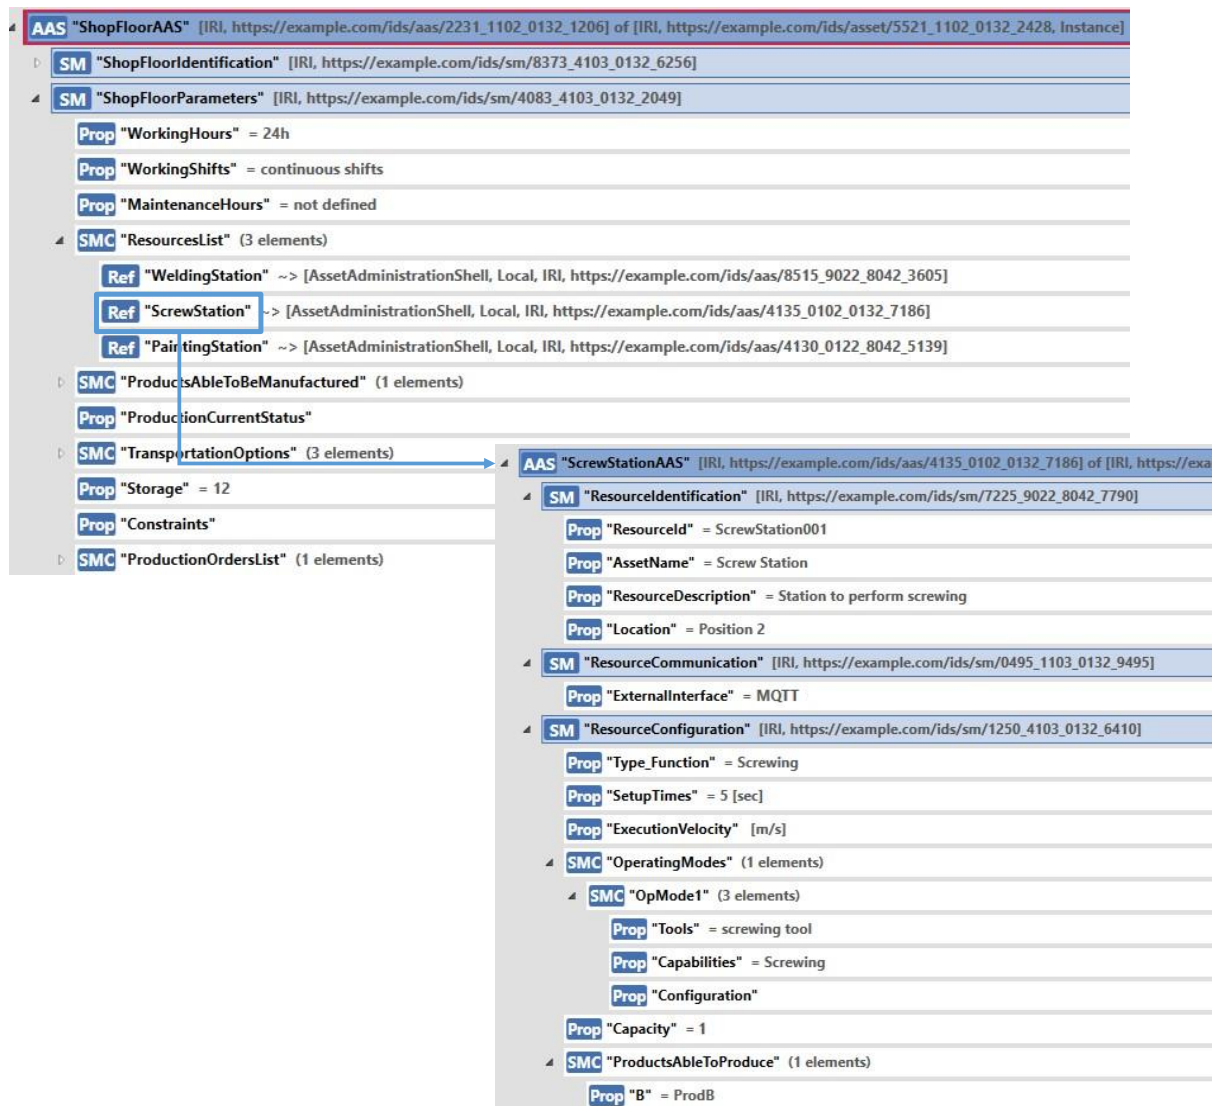 AAS "ShopFloorAAS" [IRI, https://example.com/ids/aas/2231_1102_0132_1206] of [IRI, https://example.com/ids/asset/5521_1102_0132_2428, Instance]
SM "ShopFloorIdentification" [IRI, https://example.com/ids/sm/8373_4103_0132_6256]
SM "ShopFloorParameters" [IRI, https://example.com/ids/sm/4083_4103_0132_2049]
Prop "WorkingHours" = 24h
Prop "WorkingShifts" = continuous shifts
Prop "MaintenanceHours" = not defined
SMC "ResourcesList" (3 elements)
Ref "WeldingStation" ~> [AssetAdministrationShell, Local, IRI, https://example.com/ids/aas/8515_9022_8042_3605]
Ref "ScrewStation" ~> [AssetAdministrationShell, Local, IRI, https://example.com/ids/aas/4135_0102_0132_7186]
Ref "PaintingStation" ~> [AssetAdministrationShell, Local, IRI, https://example.com/ids/aas/4130_0122_8042_5139]
SMC "ProductsAbleToBeManufactured" (1 elements)
Prop "ProductionCurrentStatus"
SMC "TransportationOptions" (3 elements)
Prop "Storage" = 12
Prop "Constraints"
SMC "ProductionOrdersList" (1 elements)
AAS "ScrewStationAAS" [IRI, https://example.com/ids/aas/4135_0102_0132_7186] of [IRI, https://exa
SM "ResourceIdentification" [IRI, https://example.com/ids/sm/7225_9022_8042_7790]
Prop "ResourceId" = ScrewStation001
Prop "AssetName" = Screw Station
Prop "ResourceDescription" = Station to perform screwing
Prop "Location" = Position 2
SM "ResourceCommunication" [IRI, https://example.com/ids/sm/0495_1103_0132_9495]
Prop "ExternalInterface" = MQTT
SM "ResourceConfiguration" [IRI, https://example.com/ids/sm/1250_4103_0132_6410]
Prop "Type_Function" = Screwing
Prop "SetupTimes" = 5 [sec]
Prop "ExecutionVelocity" [m/s]
SMC "OperatingModes" (1 elements)
SMC "OpMode1" (3 elements)
Prop "Tools" = screwing tool
Prop "Capabilities" = Screwing
Prop "Configuration"
Prop "Capacity" = 1
SMC "ProductsAbleToProduce" (1 elements)
Prop "B" = ProdB